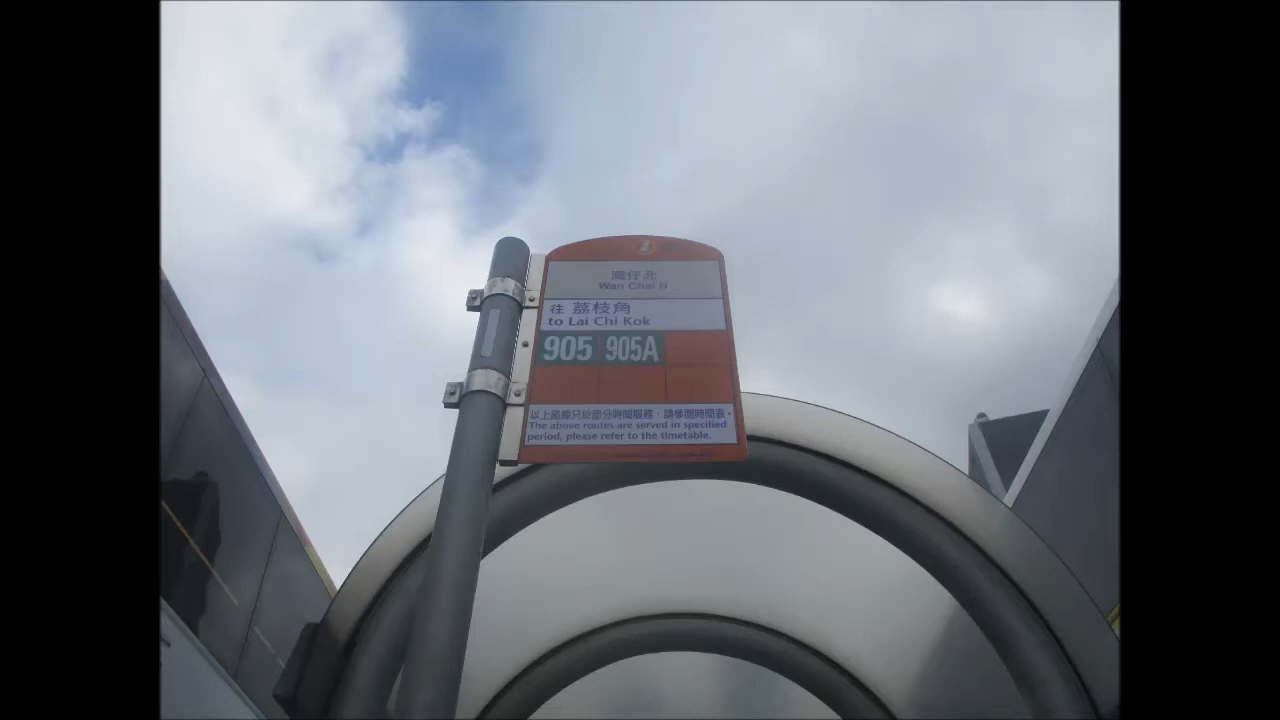 灣仔北
Wan Chai N
往 荔枝角
to Lai Chi Kok
905 905A
以上路線只於部分時間服務，請參閱時間表。
The above routes are served in specified
period, please refer to the timetable.